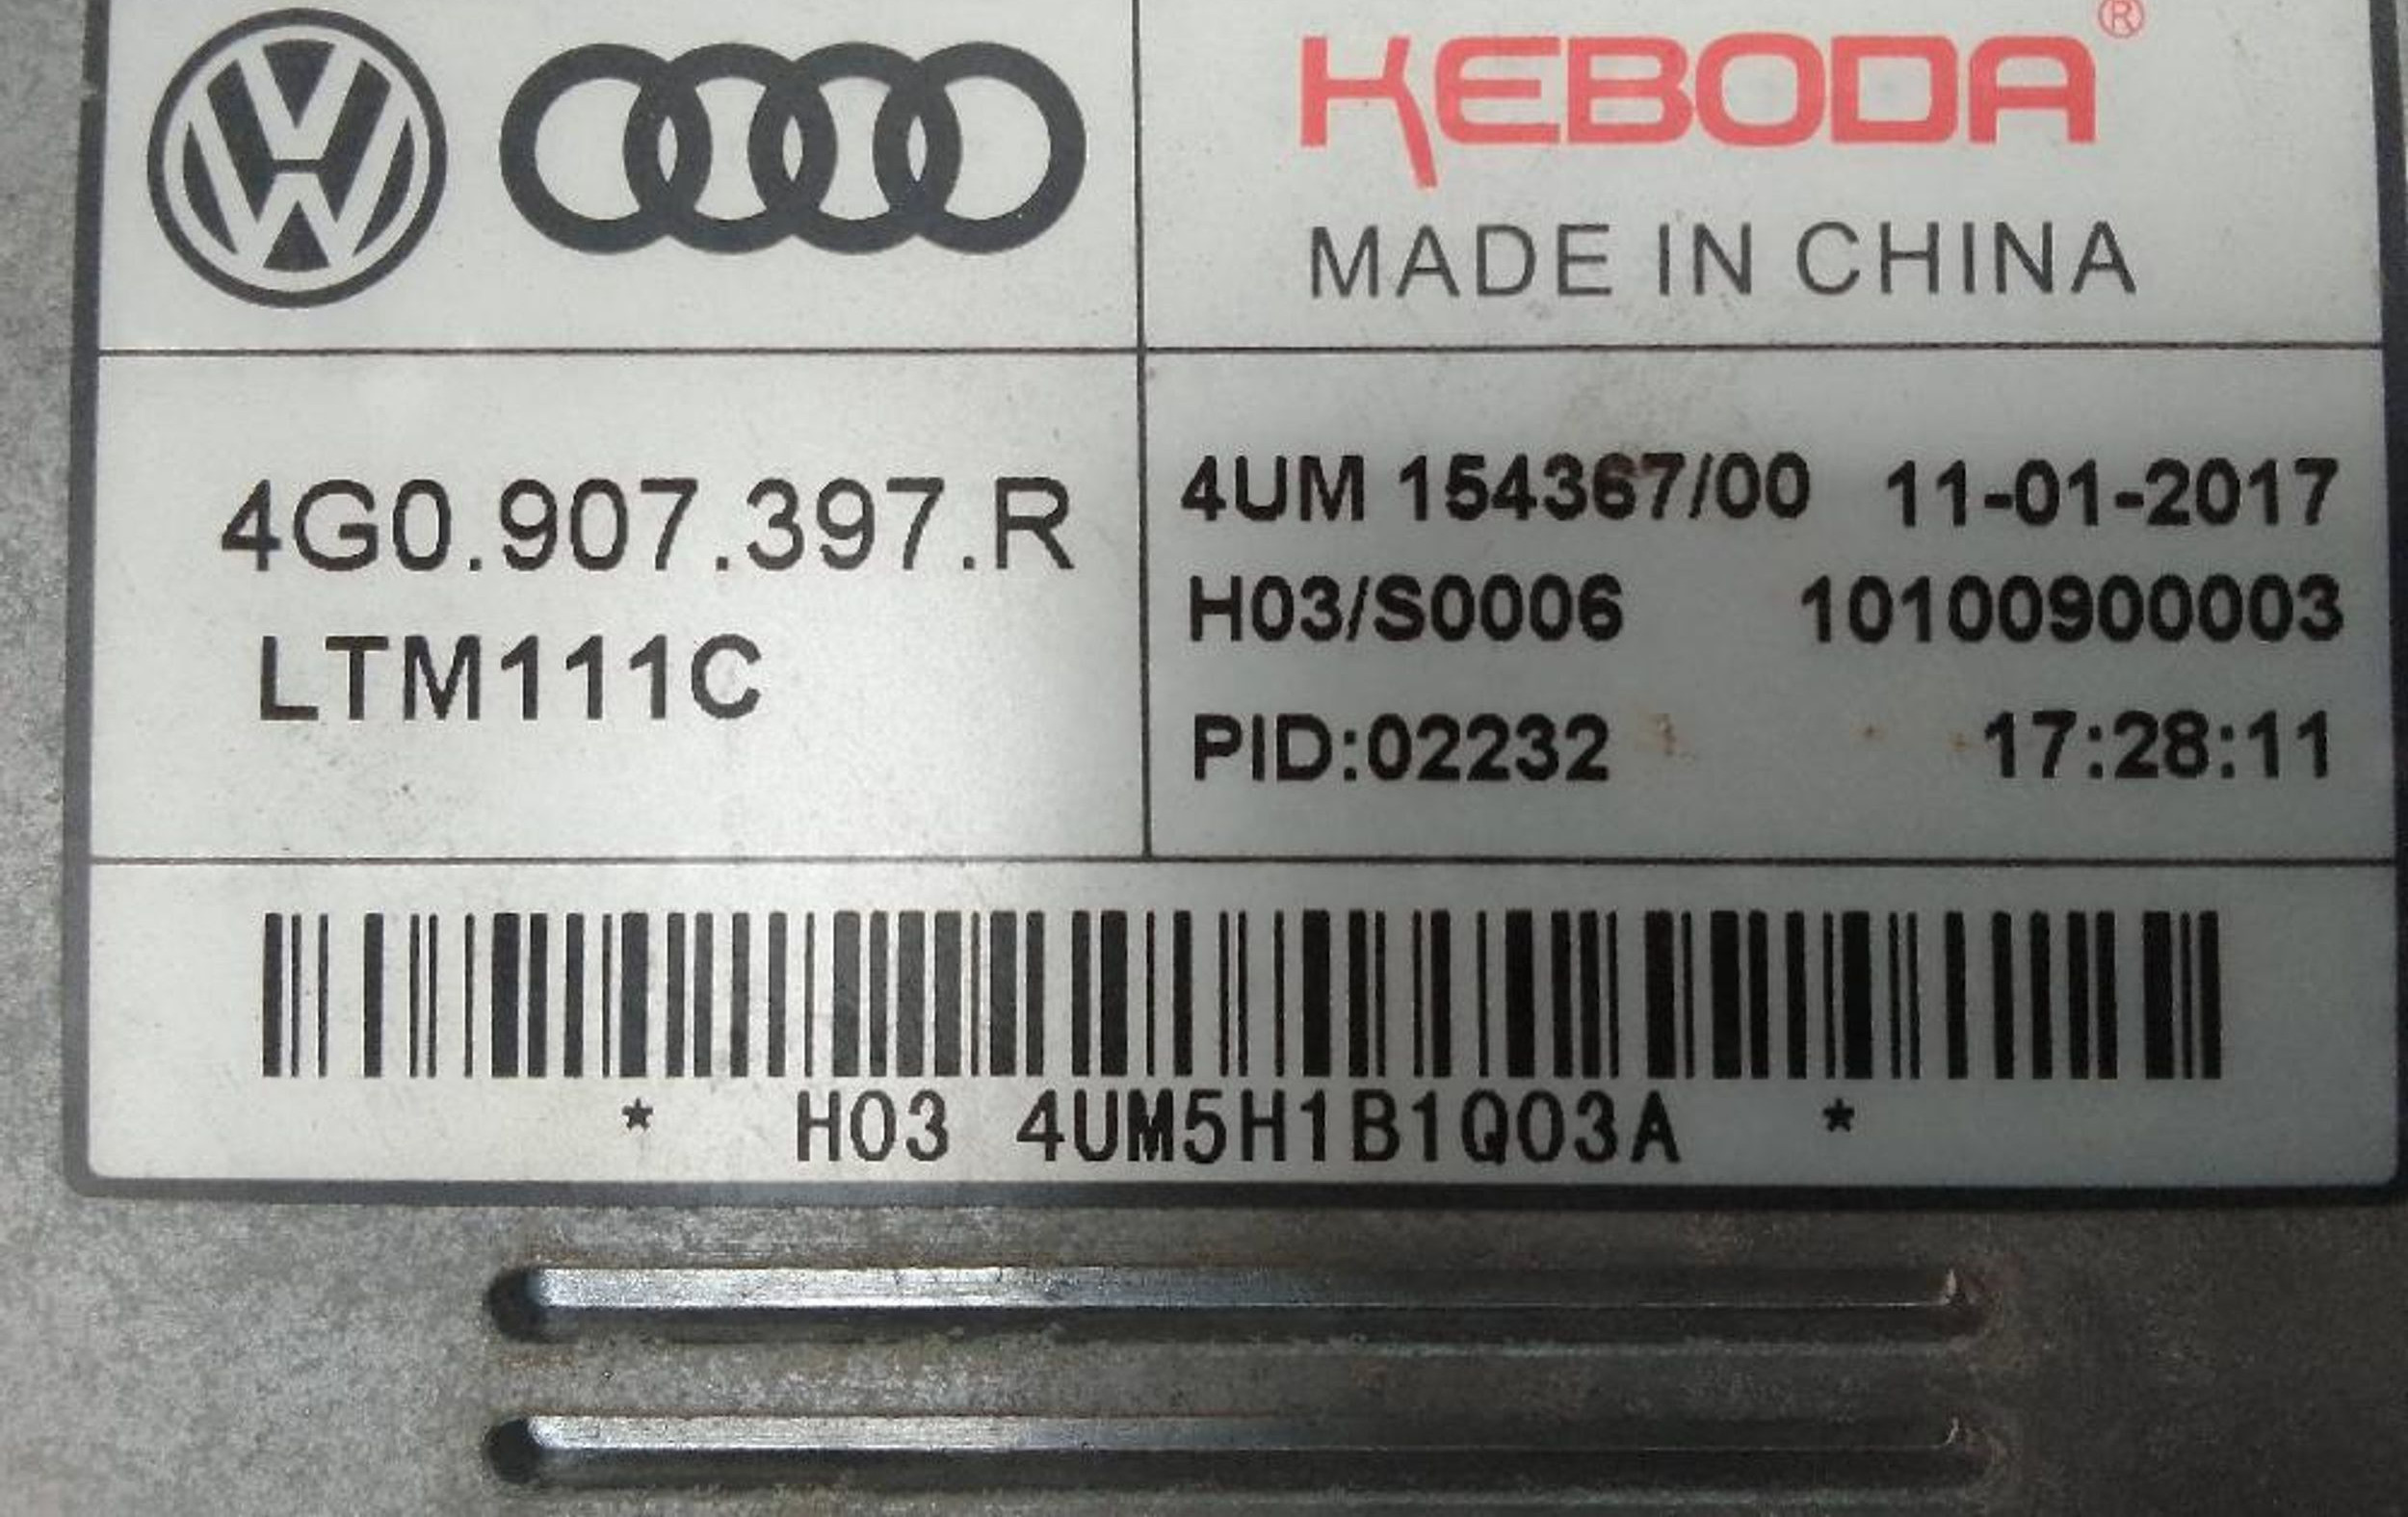 KEBODA®
MADE IN CHINA
4G0.907.397.R
LTM111C
4UM 154367/00 11-01-2017
H03/S0006 10100900003
PID:02232 17:28:11
* H03 4UM5H1B1Q03A *